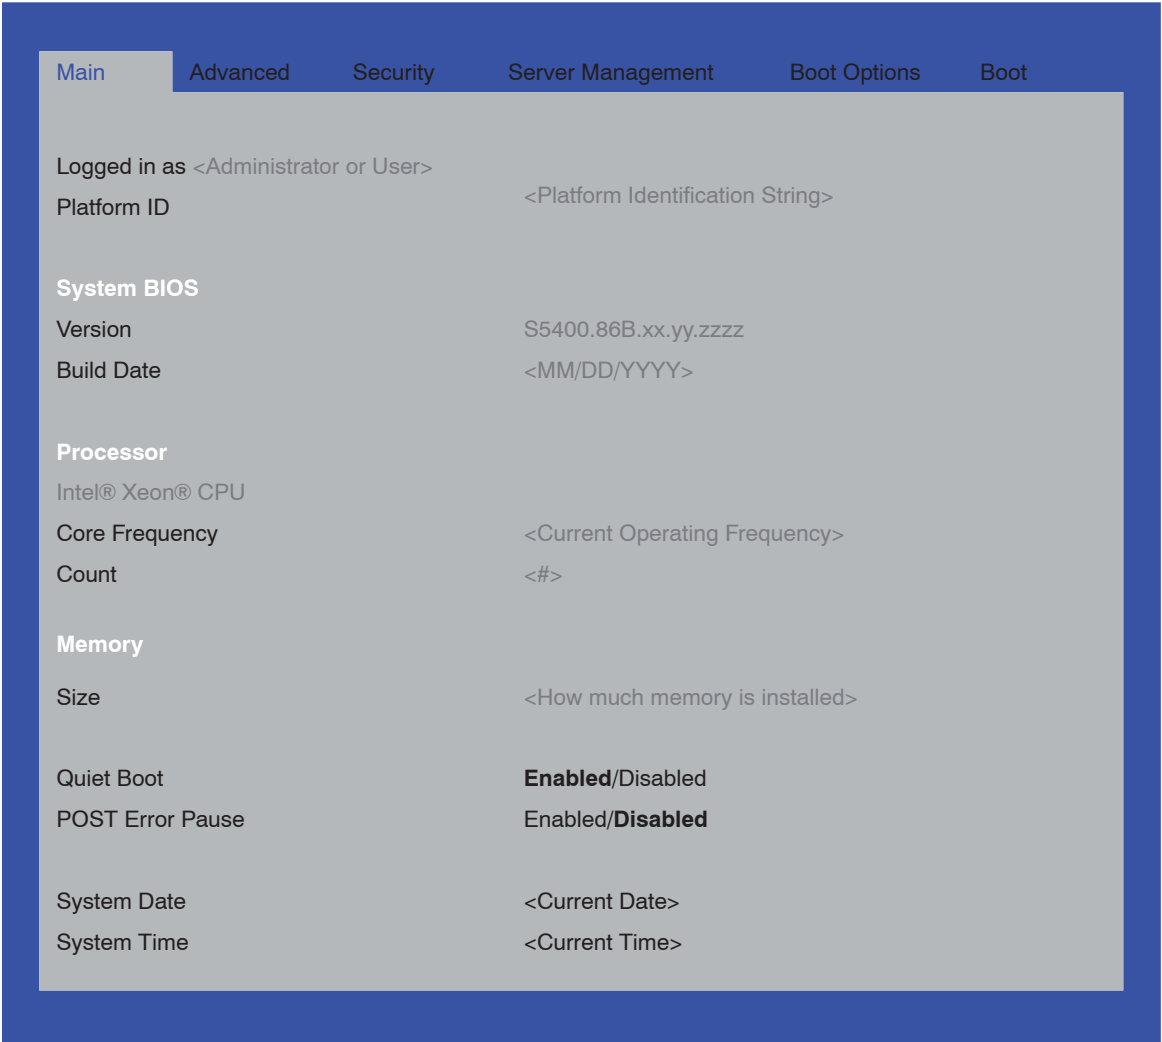 Main Advanced Security Server Management Boot Options Boot
Logged in as <Administrator or User>
Platform ID <Platform Identification String>
System BIOS
Version S5400.86B.xx.yy.zzzz
Build Date <MM/DD/YYYY>
Processor
Intel® Xeon® CPU
Core Frequency <Current Operating Frequency>
Count <#>
Memory
Size <How much memory is installed>
Quiet Boot Enabled/Disabled
POST Error Pause Enabled/Disabled
System Date <Current Date>
System Time <Current Time>